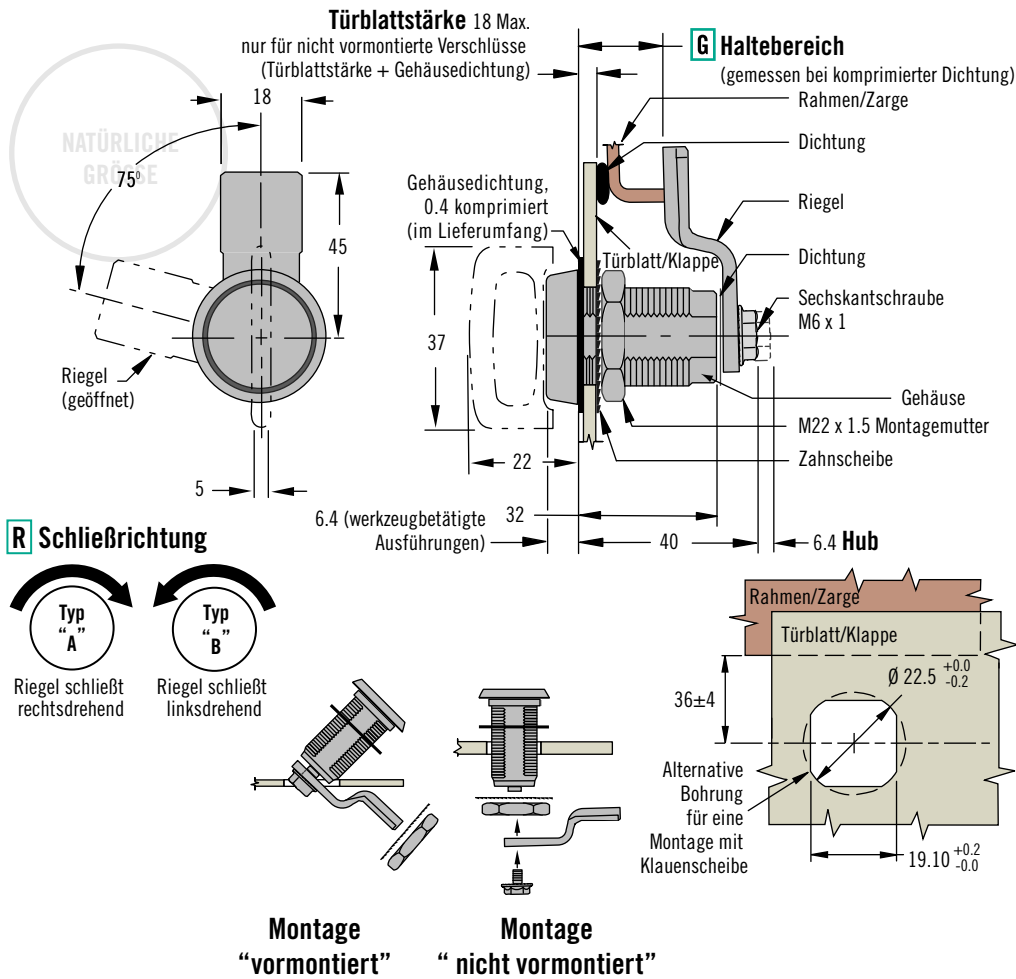 Türblattstärke 18 Max.
nur für nicht vormontierte Verschlüsse
(Türblattstärke + Gehäusedichtung)
G Haltebereich
(gemessen bei komprimierter Dichtung)
Rahmen/Zarge
18
NATÜRLICHE
GRÖSSE
75°
Dichtung
Gehäusedichtung,
0.4 komprimiert
(im Lieferumfang)
Riegel
45
Türblatt/Klappe
Dichtung
Sechskantschraube
M6 x 1
37
Riegel
(geöffnet)
Gehäuse
M22 x 1.5 Montagemutter
22
Zahnscheibe
5
6.4 (werkzeugbetätigte
Ausführungen)
32
40
6.4 Hub
R Schließrichtung
Typ
“A”
Typ
“B”
Riegel schließt
rechtsdrehend
Riegel schließt
linksdrehend
Rahmen/Zarge
Türblatt/Klappe
Ø 22.5 +0.0
-0.2
36±4
Alternative
Bohrung
für eine
Montage mit
Klauenscheibe
19.10 +0.2
-0.0
Montage
“vormontiert”
Montage
“ nicht vormontiert”